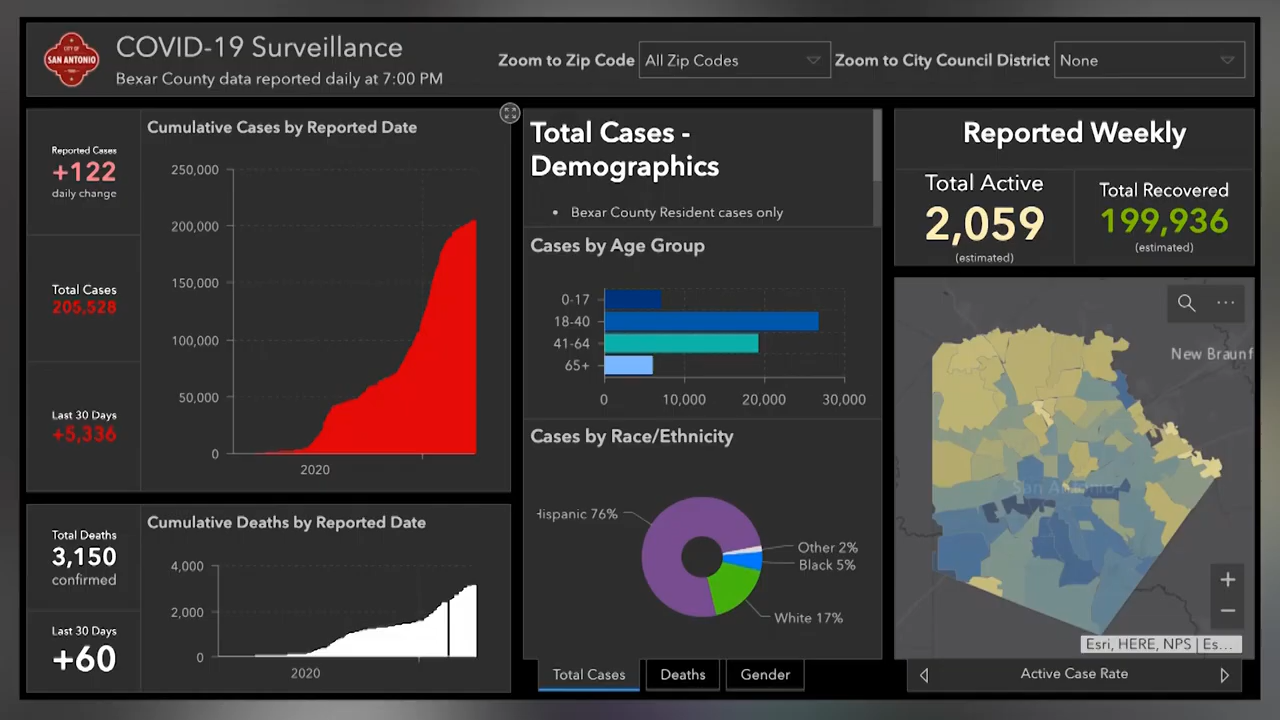 CITY OF
SAN ANTONIO
COVID-19 Surveillance
Bexar County data reported daily at 7:00 PM
Zoom to Zip Code
All Zip Codes
Zoom to City Council District
None
Reported Cases
+122
daily change
Total Cases
205,528
Last 30 Days
+5,336
Cumulative Cases by Reported Date
250,000
200,000
150,000
100,000
50,000
0
2020
Total Deaths
3,150
confirmed
Last 30 Days
+60
Cumulative Deaths by Reported Date
4,000
2,000
0
2020
Total Cases -
Demographics
• Bexar County Resident cases only
Cases by Age Group
0-17
18-40
41-64
65+
0 10,000 20,000 30,000
Cases by Race/Ethnicity
Hispanic 76%
Other 2%
Black 5%
White 17%
Total Cases
Deaths
Gender
Reported Weekly
Total Active
2,059
(estimated)
Total Recovered
199,936
(estimated)
New Braunf
San Antonio
+
−
Esri, HERE, NPS | Es...
Active Case Rate